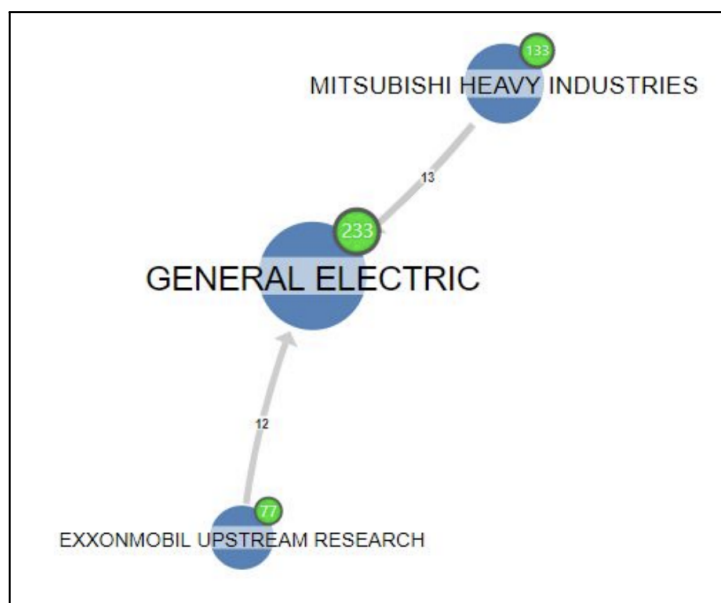 133
MITSUBISHI HEAVY INDUSTRIES
13
233
GENERAL ELECTRIC
12
77
EXXONMOBIL UPSTREAM RESEARCH